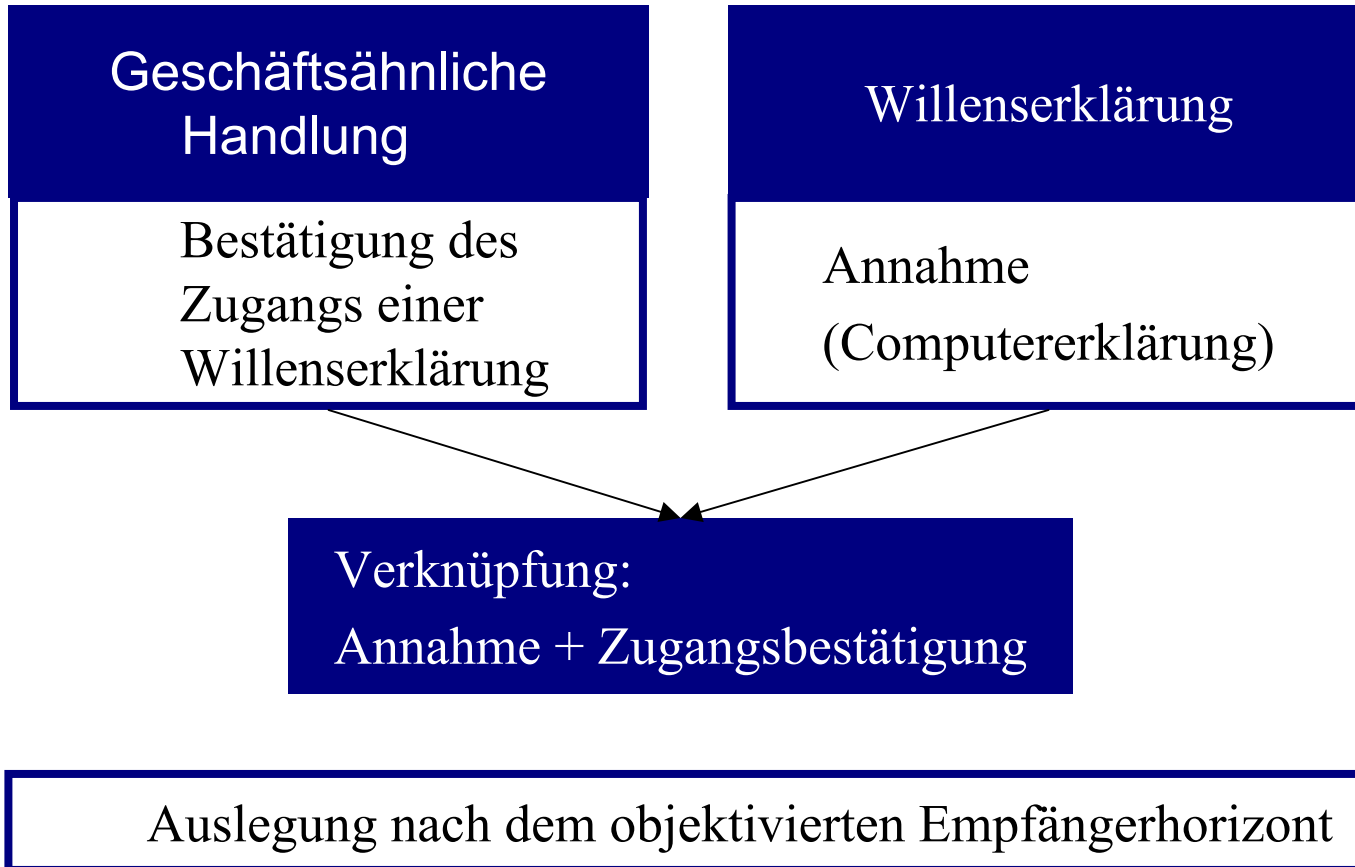 Geschäftsähnliche
Handlung
Bestätigung des
Zugangs einer
Willenserklärung
Willenserklärung
Annahme
(Computererklärung)
Verknüpfung:
Annahme + Zugangsbestätigung
Auslegung nach dem objektivierten Empfängerhorizont